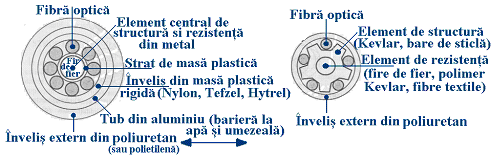 Fibră optică
Element central de
structură si rezistență
din metal
Fir
de
fier
Strat de masă plastică
Înveliș din masă plastică
rigidă (Nylon, Tefzel, Hytrel)
Tub din aluminiu (barieră la
apă și umezeală)
Înveliș extern din poliuretan
(sau polietilenă)
Fibră optică
Element de structură
(Kevlar, bare de sticlă)
Element de rezistență
(fire de fier, polimer
Kevlar, fibre textile)
Înveliș extern din poliuretan